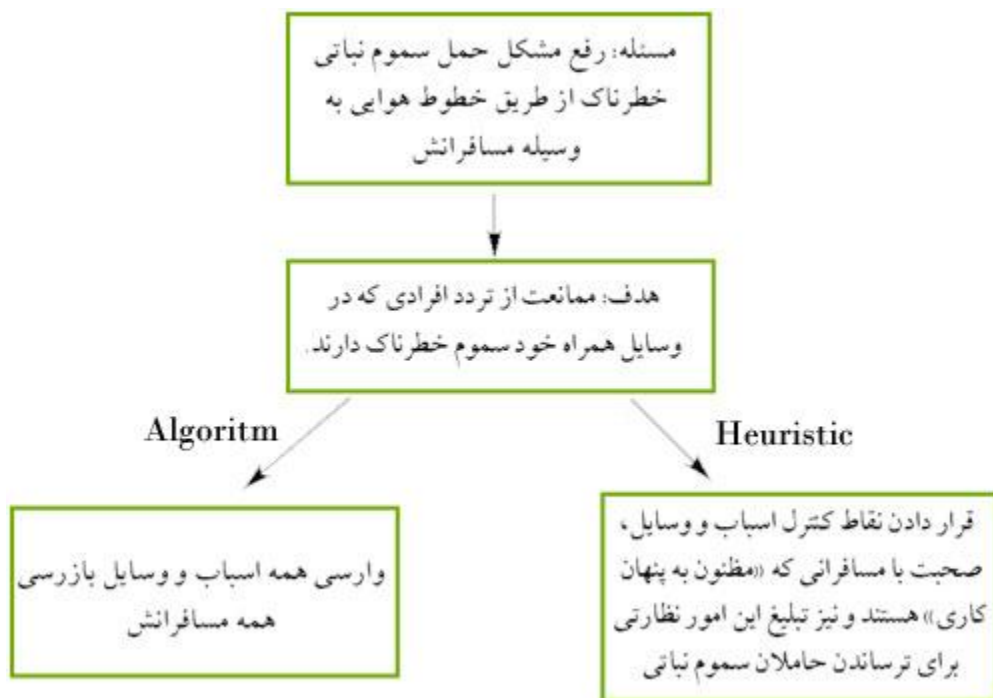 مسئله: رفع مشکل حمل سموم نباتی
خطرناک از طریق خطوط هوایی به
وسیله مسافرانش
هدف: ممانعت از تردد افرادی که در
وسایل همراه خود سموم خطرناک دارند.
Algoritm
Heuristic
قرار دادن نقاط کنترل اسباب و وسایل،
صحبت با مسافرانی که «مظنون به پنهان
کاری» هستند و نیز تبلیغ این امور نظارتی
برای ترساندن حاملان سموم نباتی
وارسی همه اسباب و وسایل بازرسی
همه مسافرانش